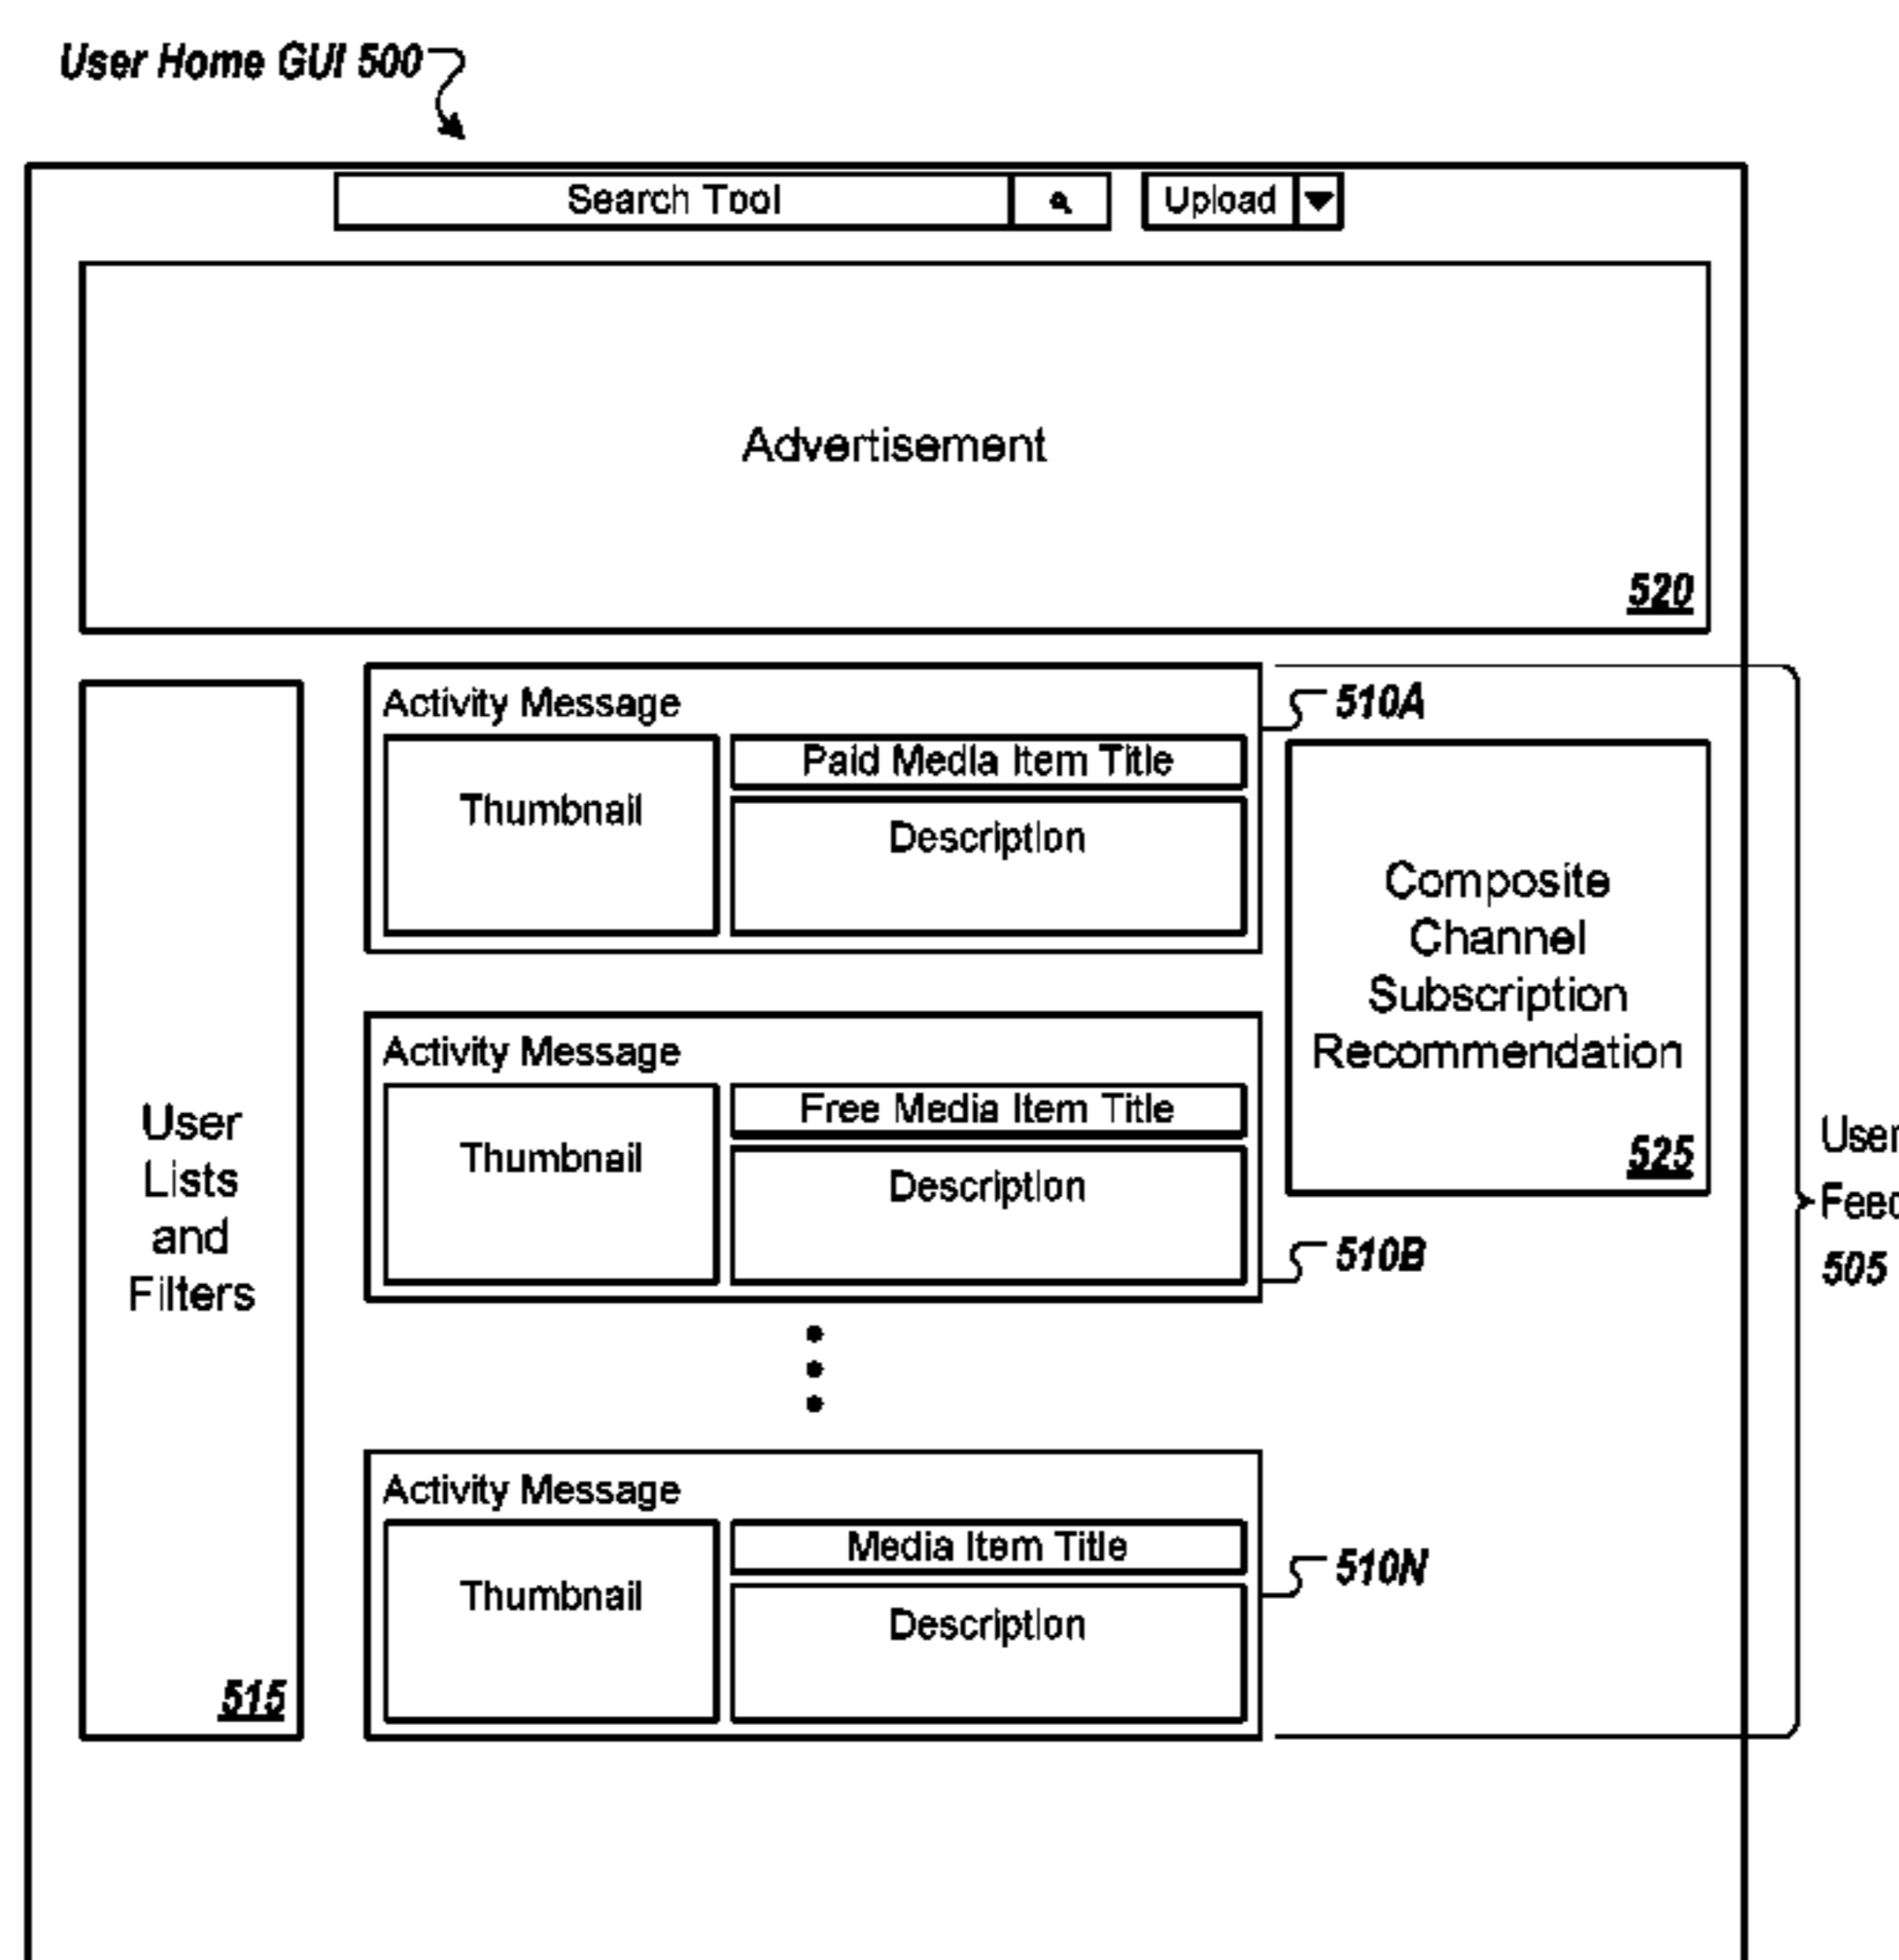 User Home GUI 500
Search Tool
Upload
Advertisement
520
Activity Message
510A
Paid Media Item Title
Thumbnail
Description
Composite
Channel
Subscription
Recommendation
525
Activity Message
Free Media Item Title
Thumbnail
Description
510B
User
Lists
and
Filters
515
User
Feed
505
Activity Message
Media Item Title
Thumbnail
Description
510N